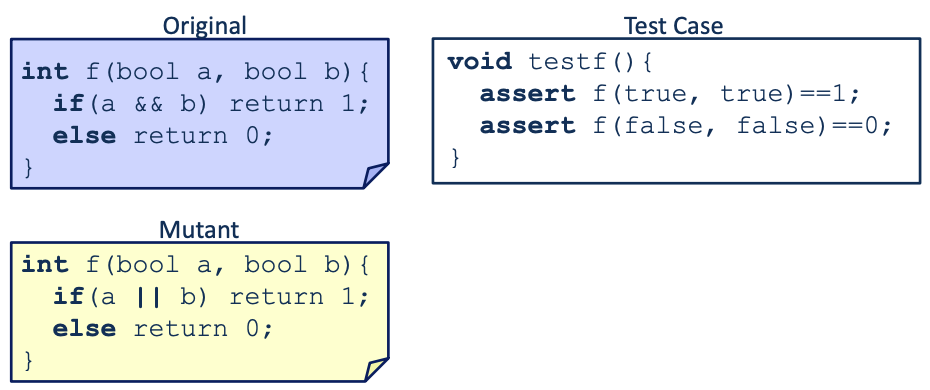 Original
int f(bool a, bool b){
if(a && b) return 1;
else return 0;
}
Test Case
void testf(){
assert f(true, true)==1;
assert f(false, false)==0;
}
Mutant
int f(bool a, bool b){
if(a || b) return 1;
else return 0;
}